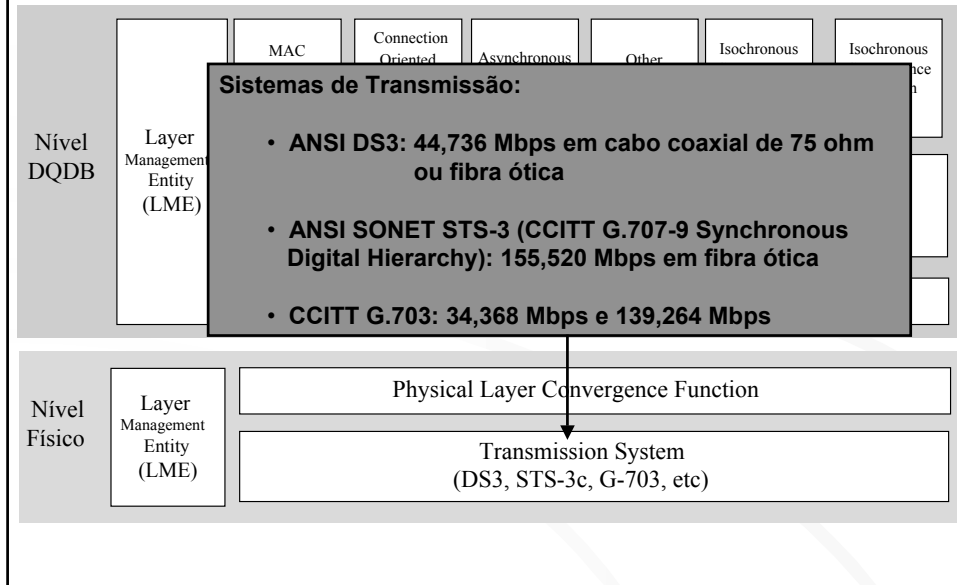 Nível
DQDB
Layer
Management
Entity
(LME)
MAC
Connection
Oriented
Asynchronous
Other
Isochronous
Isochronous
Sistemas de Transmissão:
• ANSI DS3: 44,736 Mbps em cabo coaxial de 75 ohm
ou fibra ótica
• ANSI SONET STS-3 (CCITT G.707-9 Synchronous
Digital Hierarchy): 155,520 Mbps em fibra ótica
• CCITT G.703: 34,368 Mbps e 139,264 Mbps
Nível
Físico
Layer
Management
Entity
(LME)
Physical Layer Convergence Function
Transmission System
(DS3, STS-3c, G-703, etc)